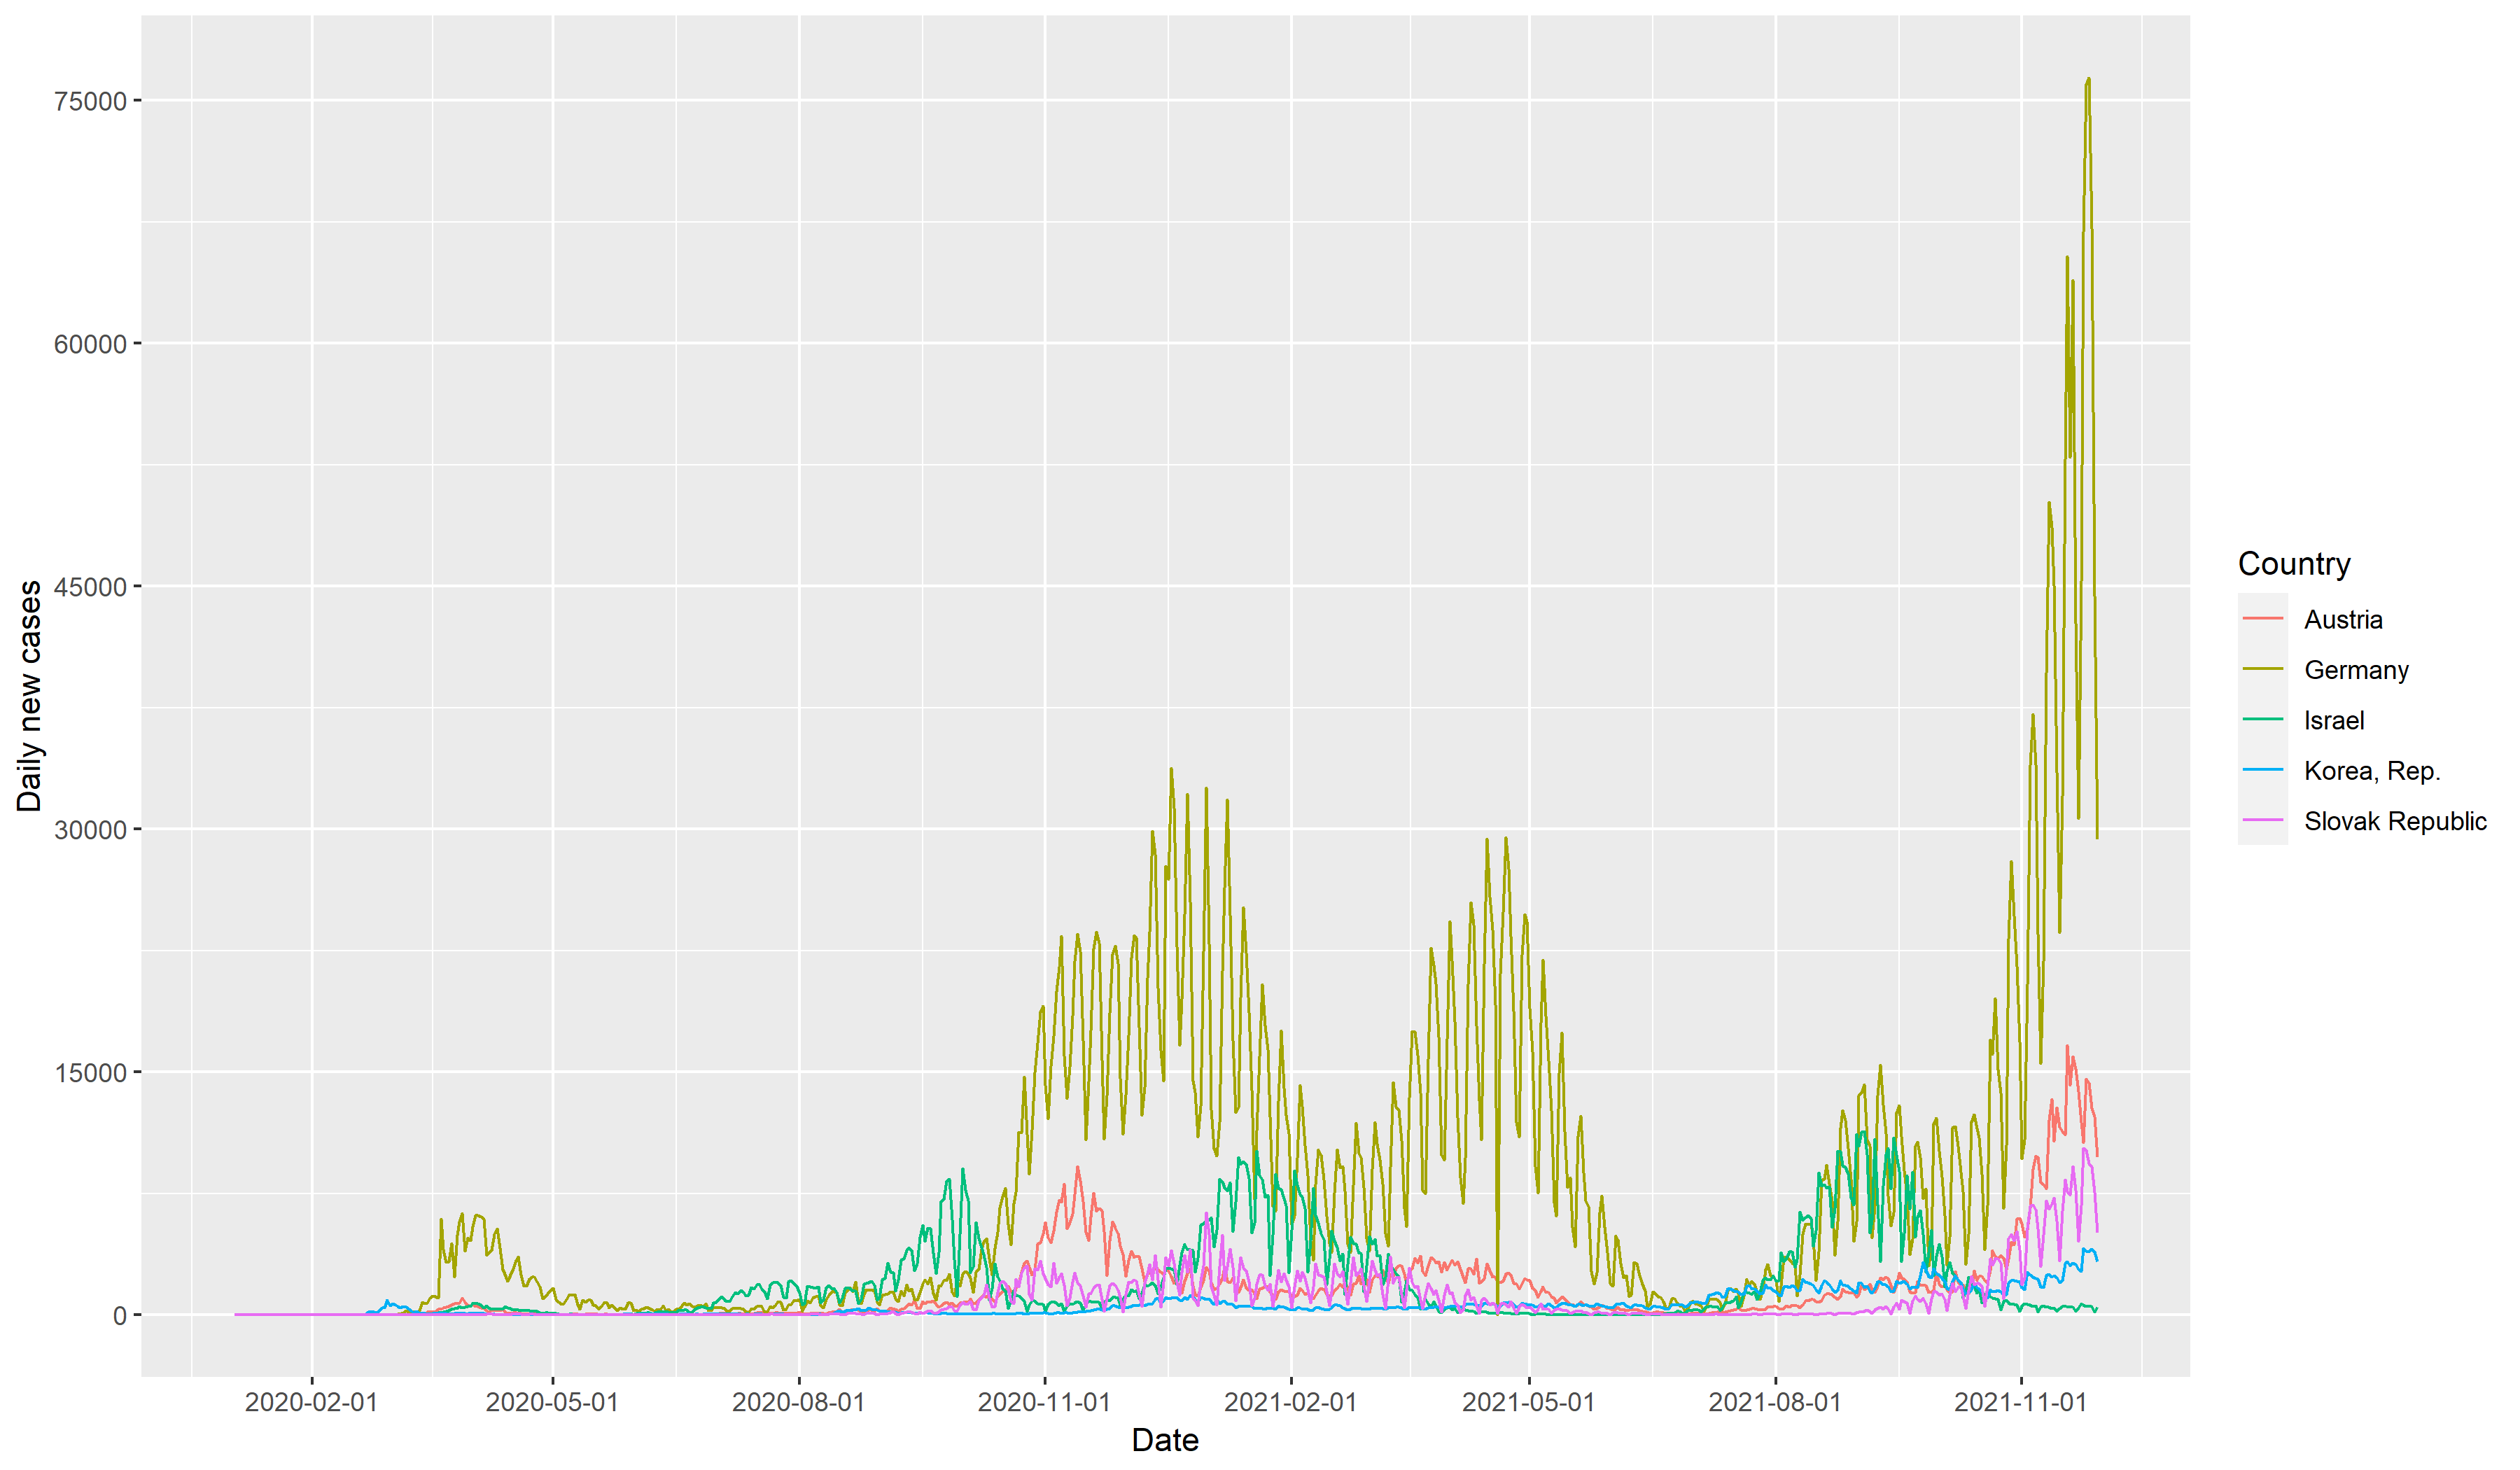 75000
60000
45000
30000
15000
0
Daily new cases
2020-02-01
2020-05-01
2020-08-01
2020-11-01
2021-02-01
2021-05-01
2021-08-01
2021-11-01
Date
Country
Austria
Germany
Israel
Korea, Rep.
Slovak Republic